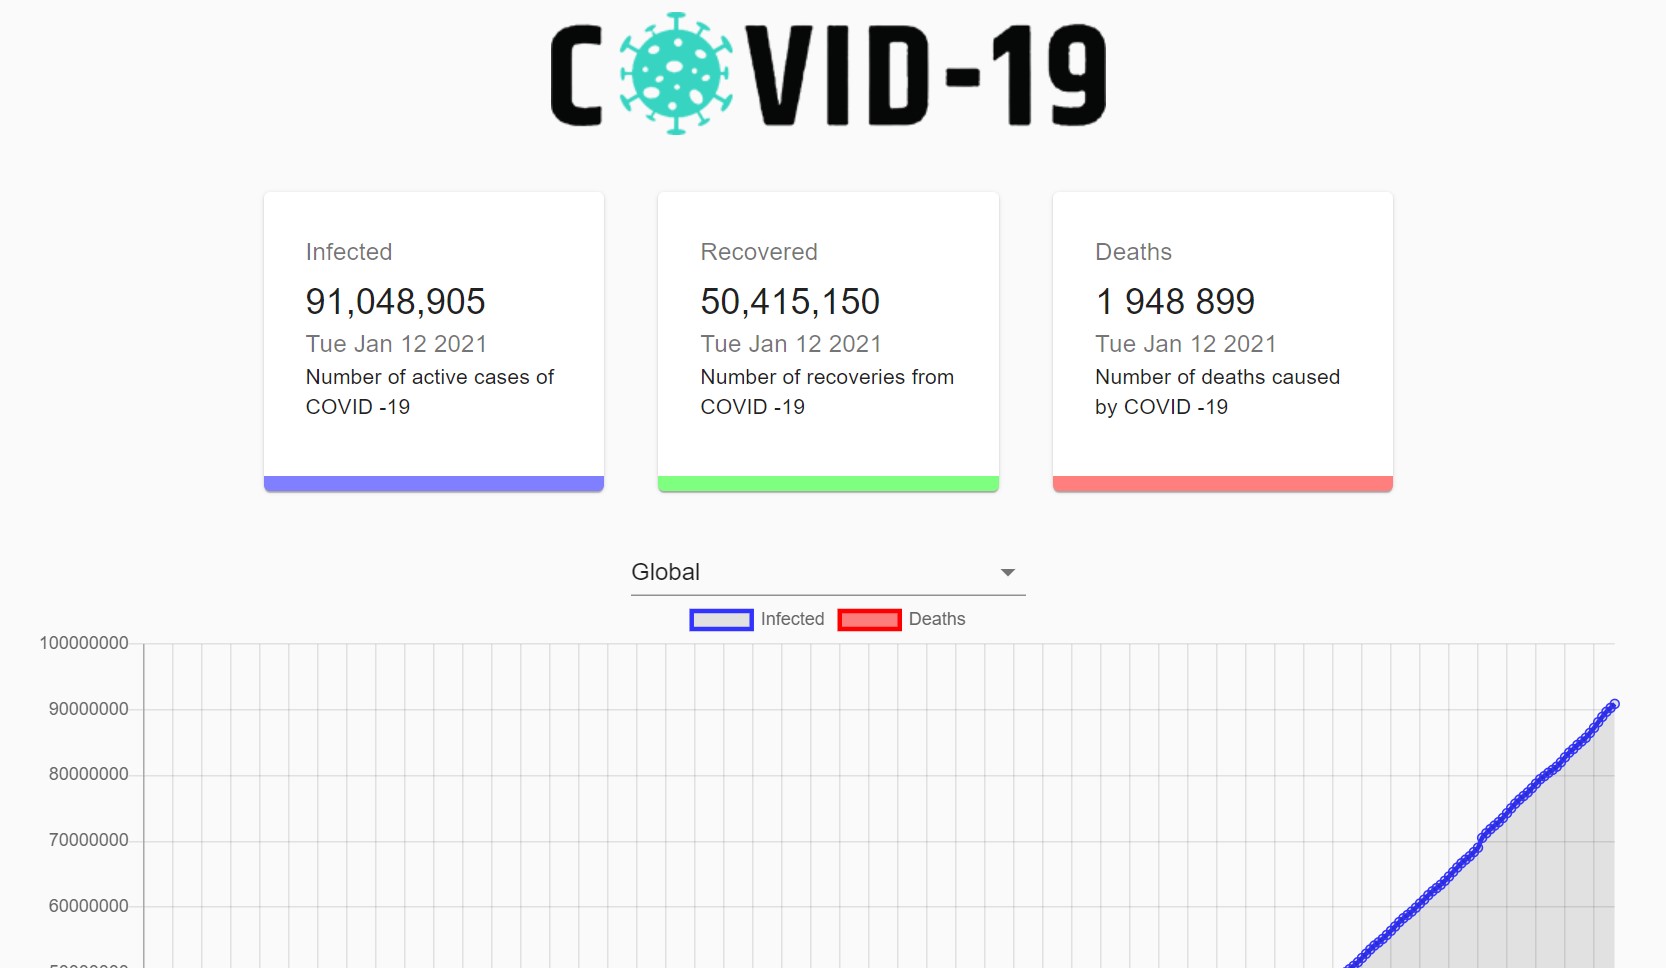 COVID-19
Infected
91,048,905
Tue Jan 12 2021
Number of active cases of
COVID -19
Recovered
50,415,150
Tue Jan 12 2021
Number of recoveries from
COVID -19
Deaths
1 948 899
Tue Jan 12 2021
Number of deaths caused
by COVID -19
Global
Infected Deaths
100000000
90000000
80000000
70000000
60000000